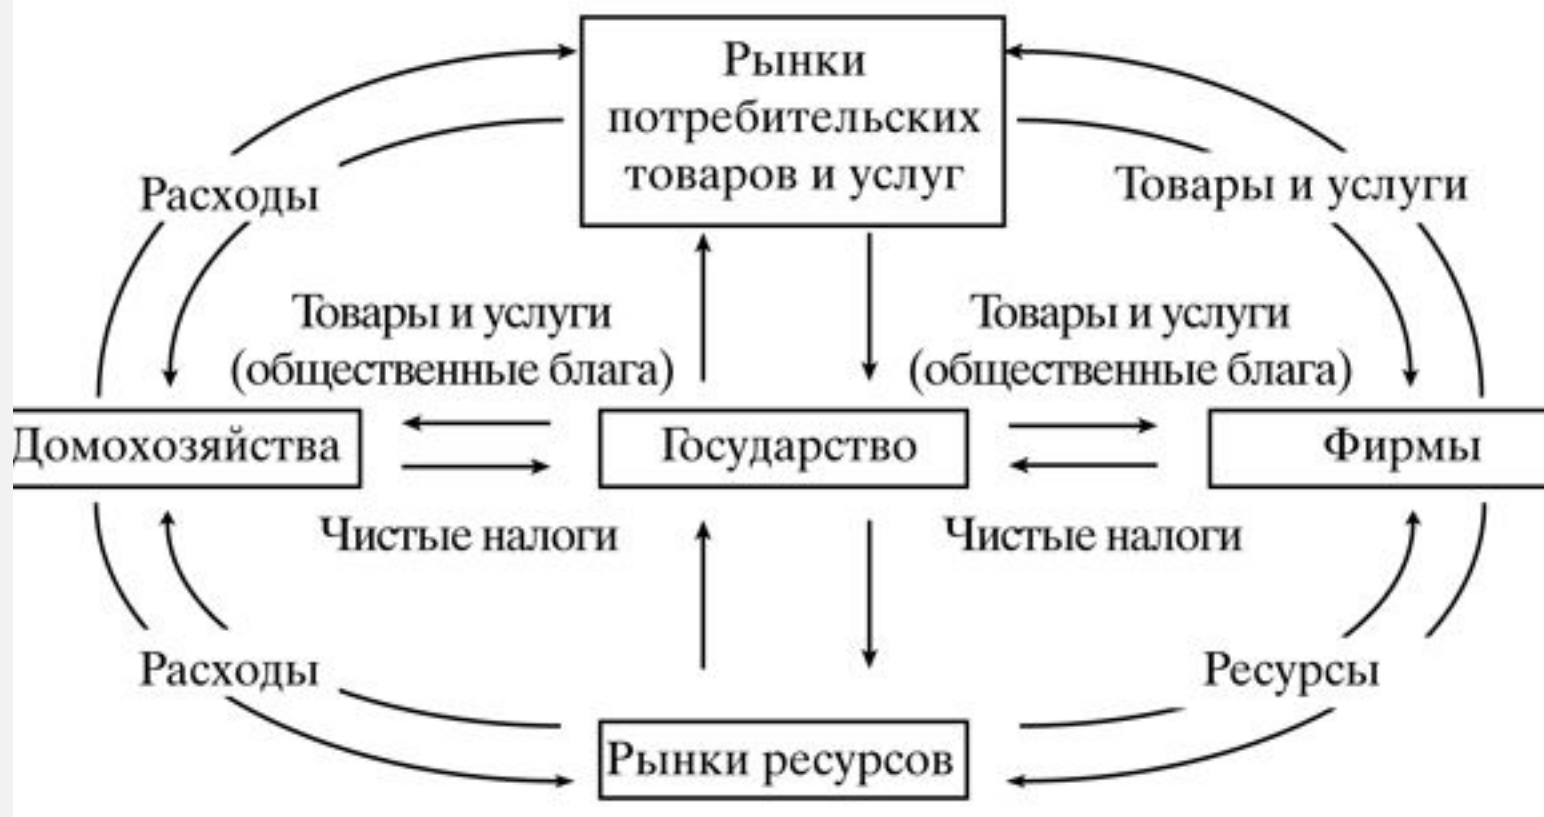 Рынки
потребительских
товаров и услуг
Расходы
Товары и услуги
Товары и услуги
(общественные блага)
Товары и услуги
(общественные блага)
Домохозяйства
Государство
Фирмы
Чистые налоги
Чистые налоги
Расходы
Ресурсы
Рынки ресурсов